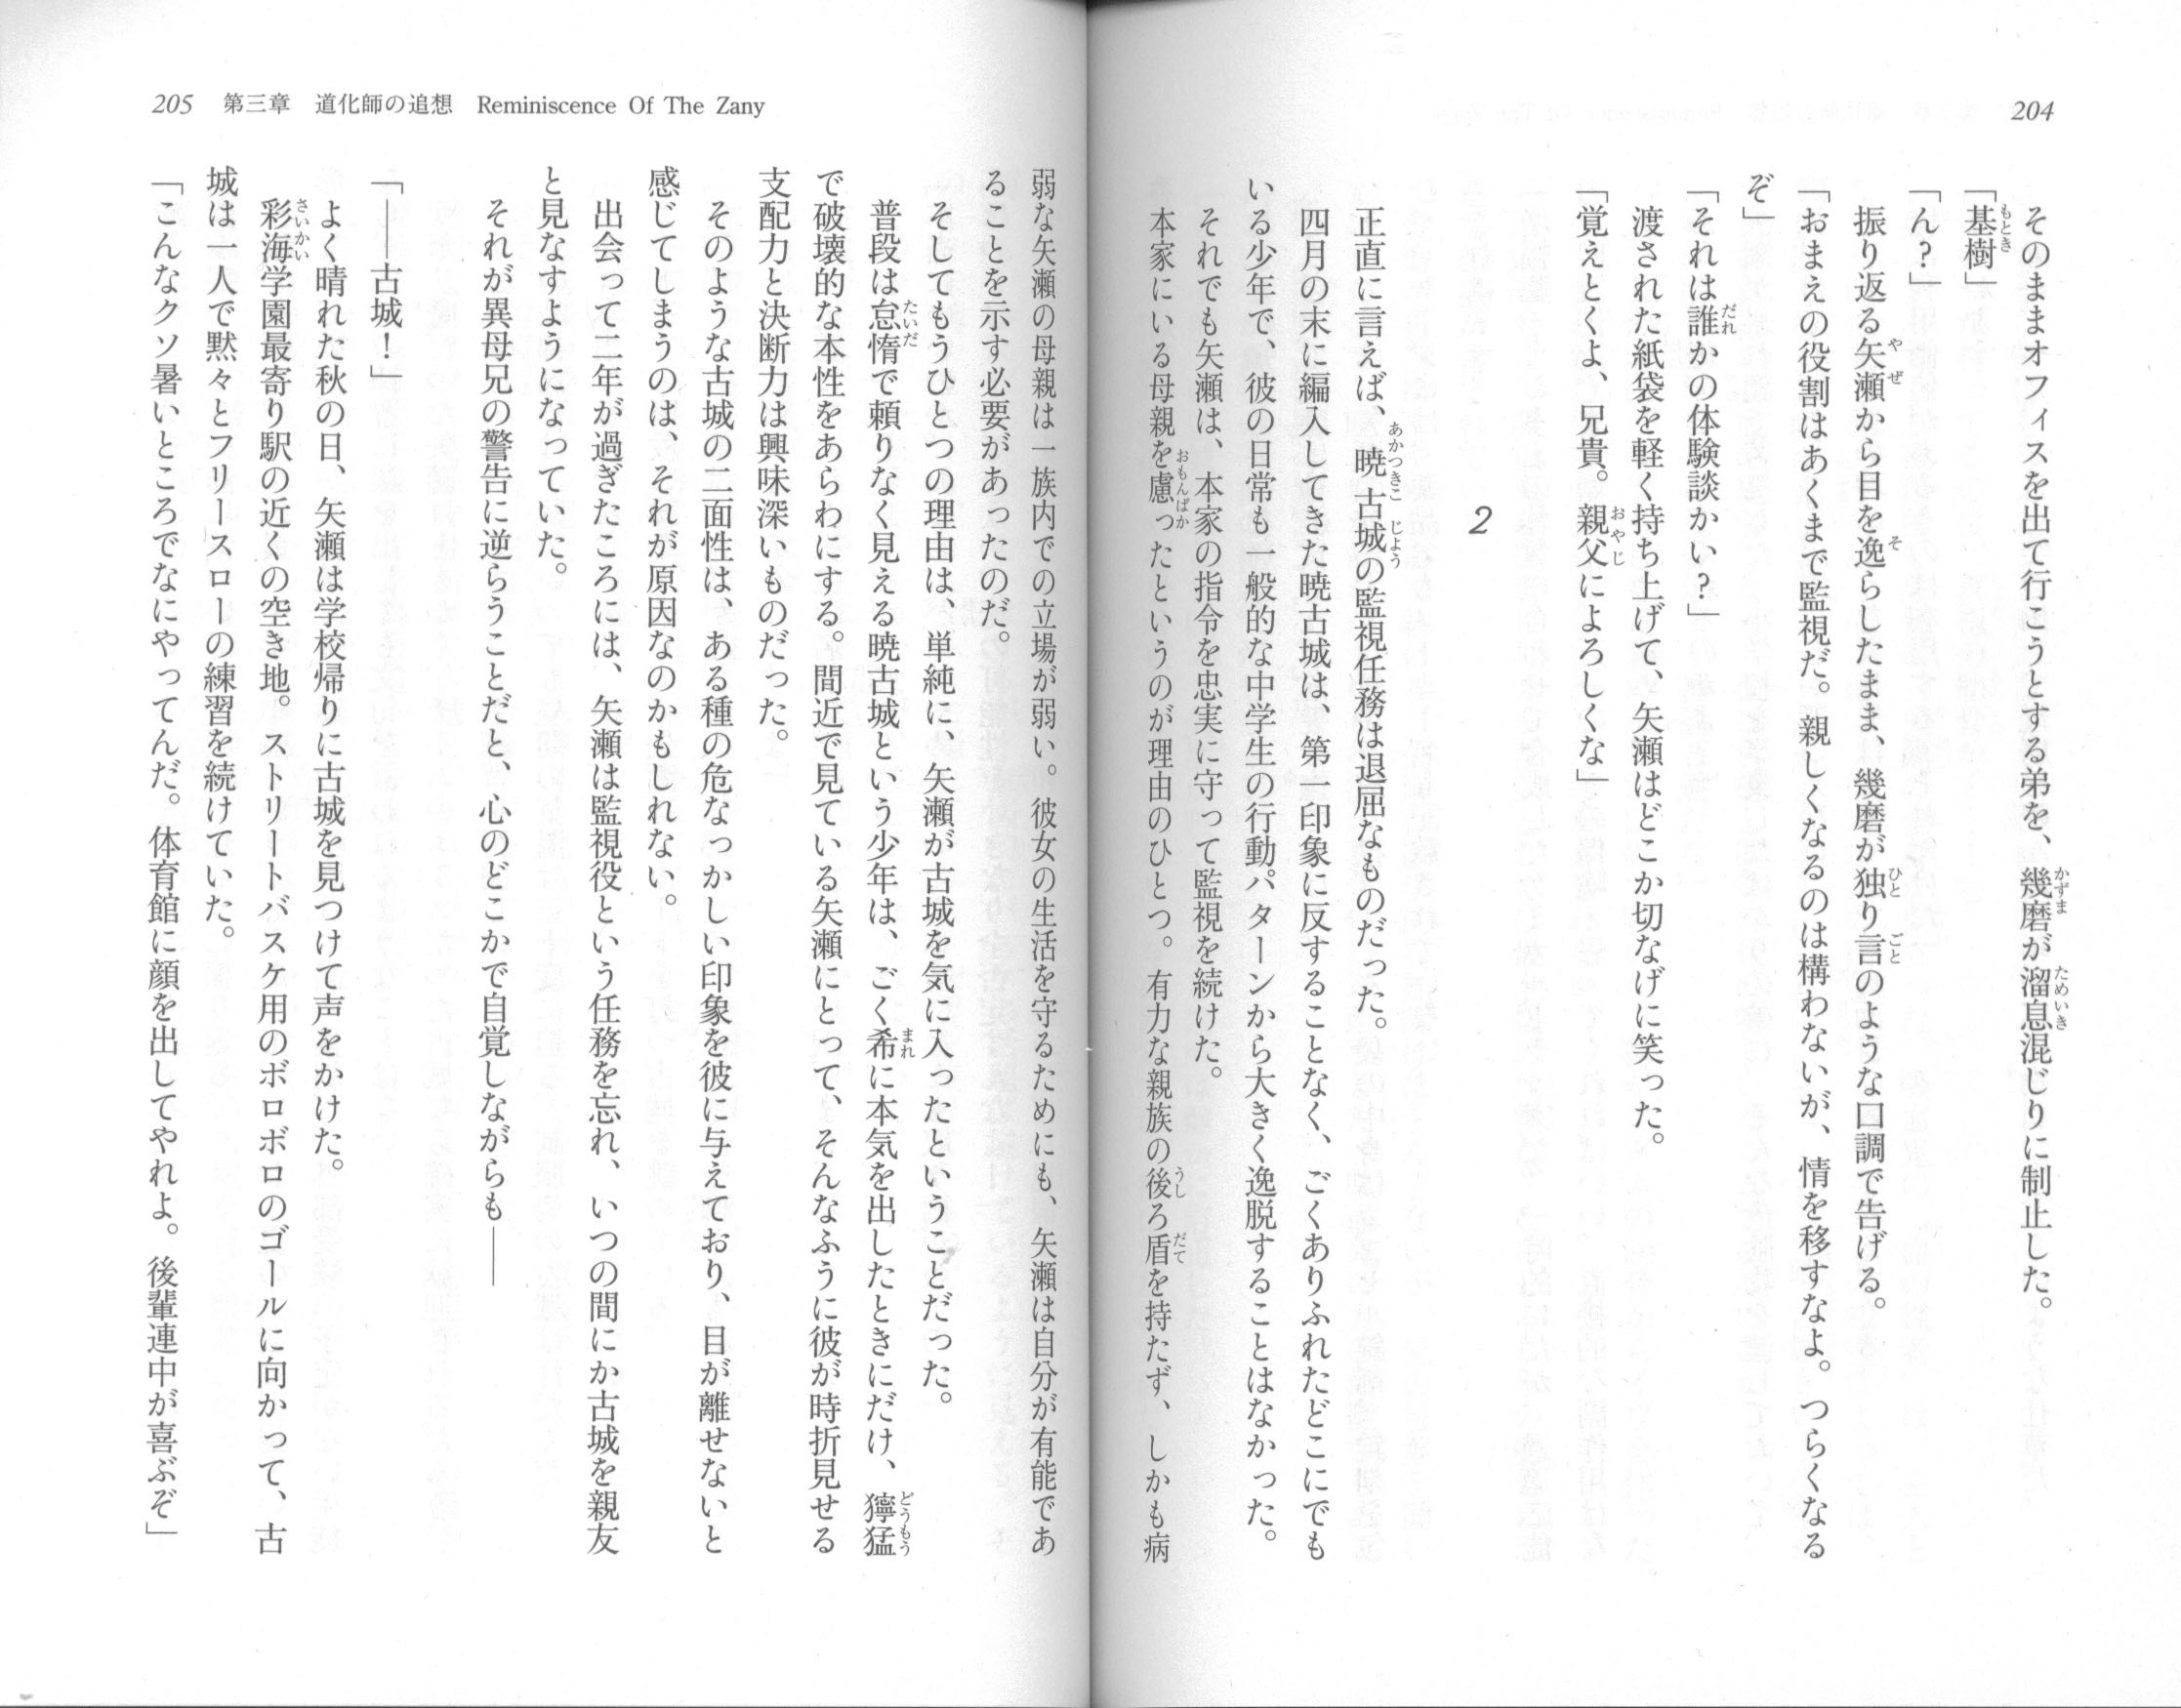 204
　そのままオフィスを出て行こうとする弟を、幾磨が溜息混じりに制止した。
「基樹」
「ん？」
　振り返る矢瀬から目を逸らしたまま、幾磨が独り言のような口調で告げる。
「おまえの役割はあくまで監視だ。親しくなるのは構わないが、情を移すなよ。つらくなる
ぞ」
「それは誰かの体験談かい？」
　渡された紙袋を軽く持ち上げて、矢瀬はどこか切なげに笑った。
「覚えとくよ、兄貴。親父によろしくな」
2
　正直に言えば、暁古城の監視任務は退屈なものだった。
　四月の末に編入してきた暁古城は、第一印象に反することなく、ごくありふれたどこにでも
いる少年で、彼の日常も一般的な中学生の行動パターンから大きく逸脱することはなかった。
　それでも矢瀬は、本家の指令を忠実に守って監視を続けた。
　本家にいる母親を慮ったというのが理由のひとつ。有力な親族の後ろ盾を持たず、しかも病
205　第三章　道化師の追想　Reminiscence Of The Zany
弱な矢瀬の母親は一族内での立場が弱い。彼女の生活を守るためにも、矢瀬は自分が有能であ
ることを示す必要があったのだ。
　そしてもうひとつの理由は、単純に、矢瀬が古城を気に入ったということだった。
　普段は怠惰で頼りなく見える暁古城という少年は、ごく希に本気を出したときにだけ、獰猛
で破壊的な本性をあらわにする。間近で見ている矢瀬にとって、そんなふうに彼が時折見せる
支配力と決断力は興味深いものだった。
　そのような古城の二面性は、ある種の危なっかしい印象を彼に与えており、目が離せないと
感じてしまうのは、それが原因なのかもしれない。
　出会って二年が過ぎたころには、矢瀬は監視役という任務を忘れ、いつの間にか古城を親友
と見なすようになっていた。
　それが異母兄の警告に逆らうことだと、心のどこかで自覚しながらも――
「――古城！」
　よく晴れた秋の日、矢瀬は学校帰りに古城を見つけて声をかけた。
　彩海学園最寄り駅の近くの空き地。ストリートバスケ用のボロボロのゴールに向かって、古
城は一人で黙々とフリースローの練習を続けていた。
「こんなクソ暑いところでなにやってんだ。体育館に顔を出してやれよ。後輩連中が喜ぶぞ」